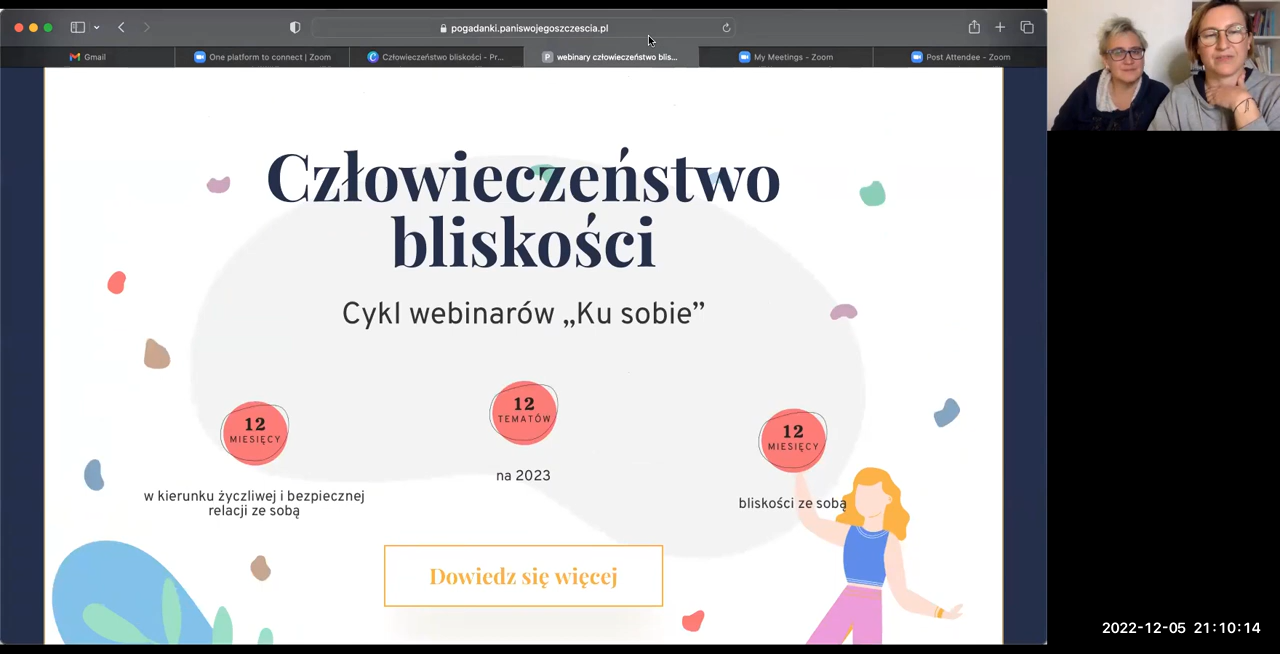 pogadanki.paniswojegoszczescia.pl
Gmail
One platform to connect | Zoom
Człowieczeństwo bliskości - Pr...
P
webinary człowieczeństwo blis...
My Meetings - Zoom
Post Attendee - Zoom
Człowieczeństwo
bliskości
Cykl webinarów „Ku sobie”
12
MIESIĘCY
w kierunku życzliwej i bezpiecznej
relacji ze sobą
12
TEMATÓW
na 2023
12
MIESIĘCY
bliskości ze sobą
Dowiedz się więcej
2022-12-05 21:10:14